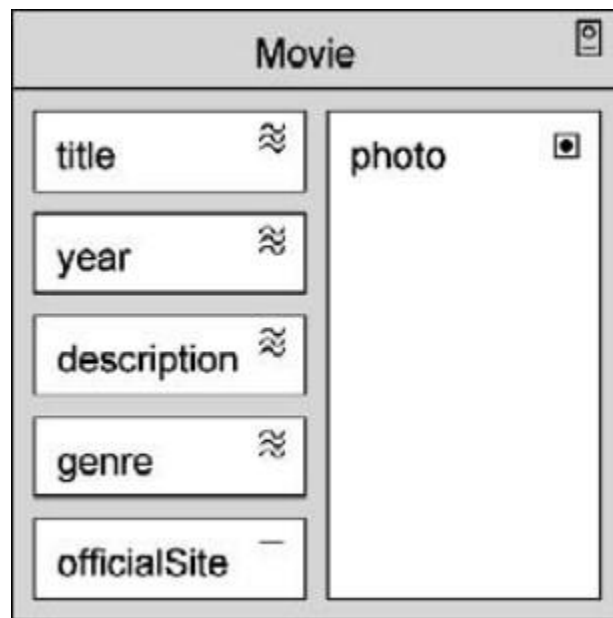 Movie
title
photo
year
description
genre
officialSite